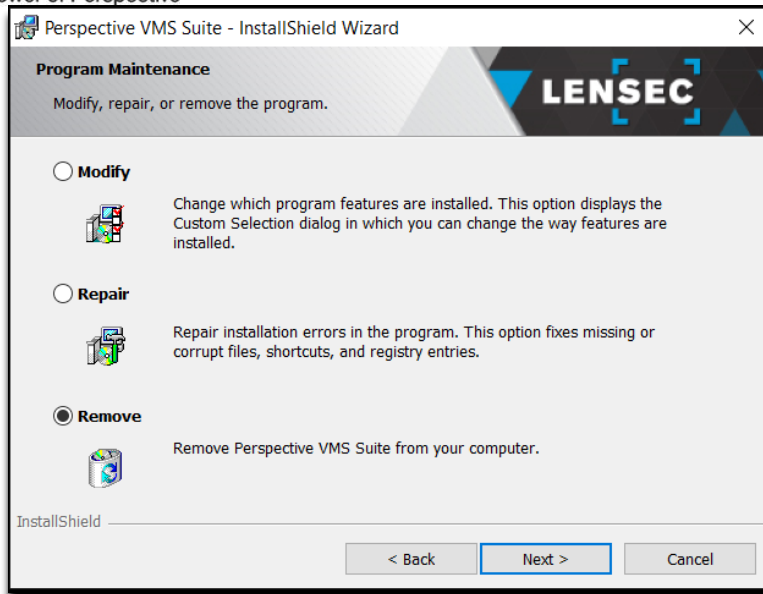 Perspective VMS Suite - InstallShield Wizard
Program Maintenance
Modify, repair, or remove the program.
LENSEC
Modify
Change which program features are installed. This option displays the
Custom Selection dialog in which you can change the way features are
installed.
Repair
Repair installation errors in the program. This option fixes missing or
corrupt files, shortcuts, and registry entries.
Remove
Remove Perspective VMS Suite from your computer.
InstallShield
< Back
Next >
Cancel